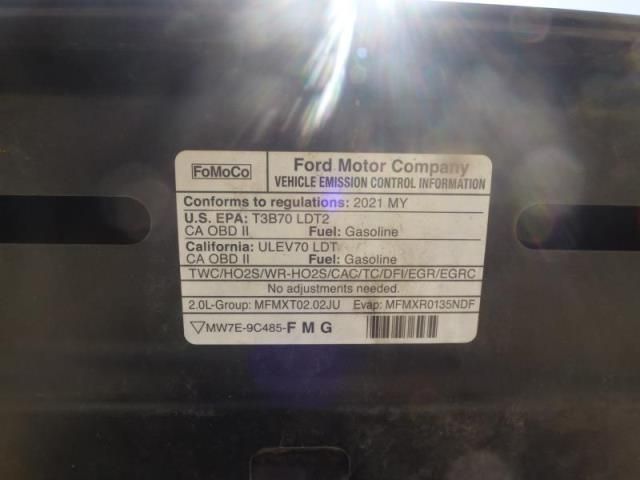 FoMoCo
Ford Motor Company
VEHICLE EMISSION CONTROL INFORMATION
Conforms to regulations: 2021 MY
U.S. EPA: T3B70 LDT2
CA OBD II Fuel: Gasoline
California: ULEV70 LDT
CA OBD II Fuel: Gasoline
TWC/HO2S/WR-HO2S/CAC/TC/DFI/EGR/EGRC
No adjustments needed.
2.0L-Group: MFMXT02.02JU Evap: MFMXR0135NDF
MW7E-9C485-F M G